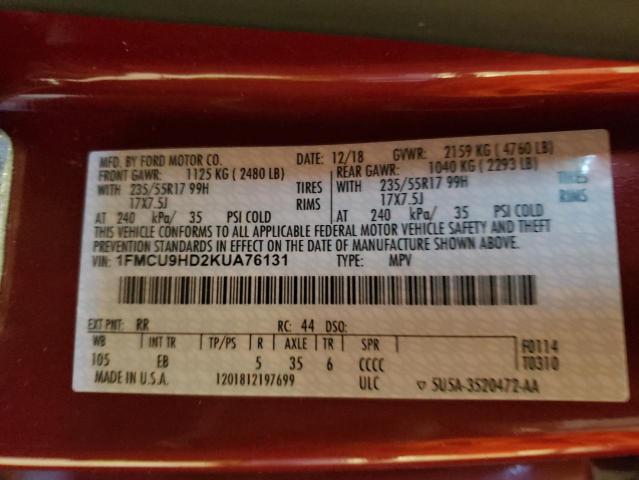 MFD. BY FORD MOTOR CO. DATE: 12/18 GVWR: 2159 KG ( 4760 LB)
FRONT GAWR: 1125 KG ( 2480 LB) REAR GAWR: 1040 KG ( 2293 LB)
WITH 235/55R17 99H TIRES WITH 235/55R17 99H TIRES
17X7.5J RIMS 17X7.5J RIMS
AT 240 kPa/ 35 PSI COLD AT 240 kPa/ 35 PSI COLD
THIS VEHICLE CONFORMS TO ALL APPLICABLE FEDERAL MOTOR VEHICLE SAFETY AND THEFT
PREVENTION STANDARDS IN EFFECT ON THE DATE OF MANUFACTURE SHOWN ABOVE.
VIN: 1FMCU9HD2KUA76131 TYPE: MPV
EXT PNT: RR RC: 44 DSO:
WB INT TR TP/PS R AXLE TR SPR F0114
105 EB 5 35 6 CCCC T0310
MADE IN U.S.A. 1201812197699 ULC ▽ 5U5A-3520472-AA